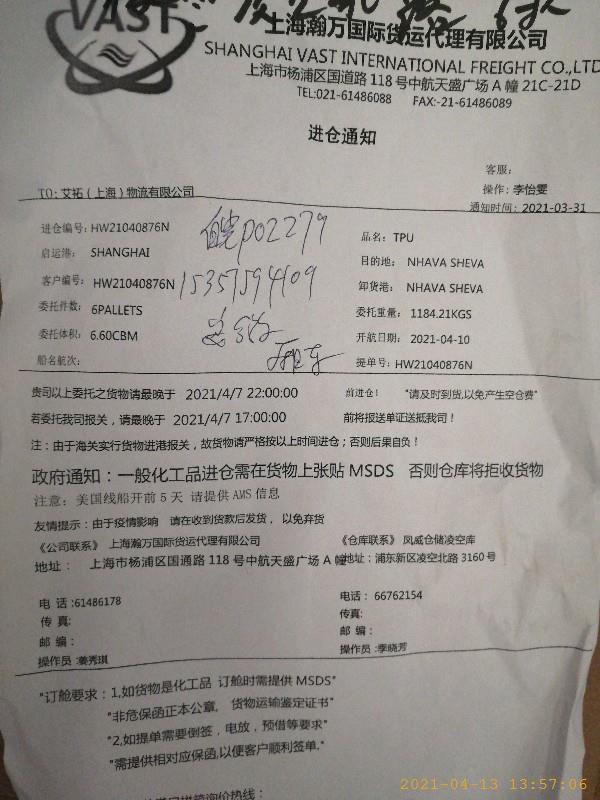 VAST
上海瀚万国际货运代理有限公司
SHANGHAI VAST INTERNATIONAL FREIGHT CO.,LTD
上海市杨浦区国道路 118 号中航天盛广场 A 幢 21C-21D
TEL:021-61486088 FAX:-21-61486089
进仓通知
客服：
TO: 艾拓（上海）物流有限公司 操作: 李怡雯
通知时间：2021-03-31
进仓编号: HW21040876N 皖P02279 品名: TPU
启运港: SHANGHAI 目的地: NHAVA SHEVA
客户编号: HW21040876N 15357594109 卸货港: NHAVA SHEVA
委托件数: 6PALLETS 委托重量: 1184.21KGS
委托体积: 6.60CBM 开航日期: 2021-04-10
船名航次: 提单号: HW21040876N
贵司以上委托之货物请最晚于 2021/4/7 22:00:00 前进仓! "请及时到货,以免产生空仓费"
若委托我司报关，请最晚于 2021/4/7 17:00:00 前将报送单证送抵我司！
注：由于海关实行货物进港报关，故货物请严格按以上时间进仓；否则后果自负！
政府通知：一般化工品进仓需在货物上张贴 MSDS 否则仓库将拒收货物
注意：美国线船开前 5 天 请提供 AMS 信息
友情提示：由于疫情影响 请在收到货款后发货，以免弃货
《公司联系》上海瀚万国际货运代理有限公司 《仓库联系》凤威仓储凌空库
地址： 上海市杨浦区国通路 118 号中航天盛广场 A 幢 地址：浦东新区凌空北路 3160 号
电 话 :61486178 电话： 66762154
传 真: 传真:
邮 编： 邮 编：
操作员 :姜秀琪 操作员 :李晓芳
"订舱要求：1,如货物是化工品 订舱时需提供 MSDS"
"非危保函正本公章， 货物运输鉴定证书"
"2,如提单需要倒签，电放，预借等要求"
"需提供相对应保函,以便客户顺利签单."
2021-04-13 13:57:06